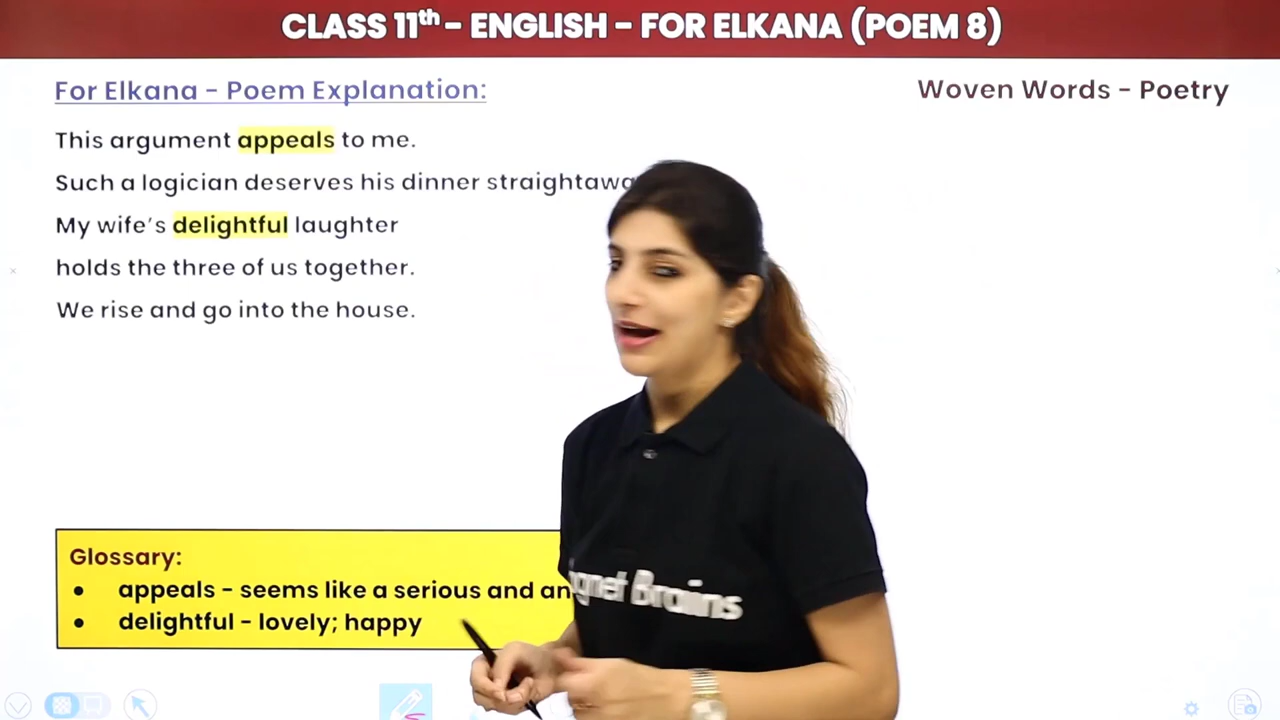 CLASS 11th – ENGLISH – FOR ELKANA (POEM 8)
For Elkana – Poem Explanation:
Woven Words – Poetry
This argument appeals to me.
Such a logician deserves his dinner
My wife's delightful laughter
holds the three of us together.
We rise and go into the house.
Glossary:
● appeals – seems like a serious and
● delightful – lovely; happy
Brains